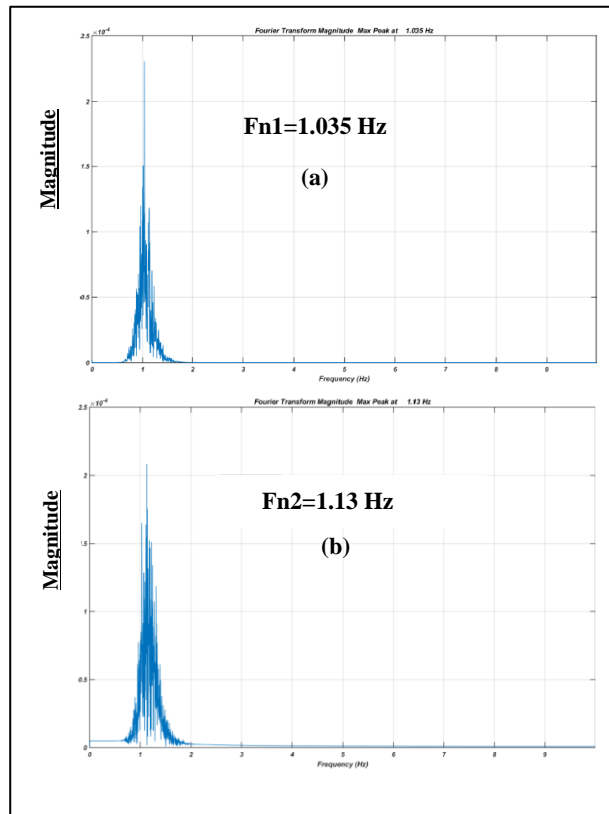 Fourier Transform Magnitude Max Peak at 1.035 Hz
2.5 ×10⁻⁴
2
1.5
1
0.5
0
Magnitude
Fn1=1.035 Hz
(a)
0 1 2 3 4 5 6 7 8 9
Frequency (Hz)
Fourier Transform Magnitude Max Peak at 1.13 Hz
2.5 ×10⁻⁴
2
1.5
1
0.5
0
Magnitude
Fn2=1.13 Hz
(b)
0 1 2 3 4 5 6 7 8 9
Frequency (Hz)